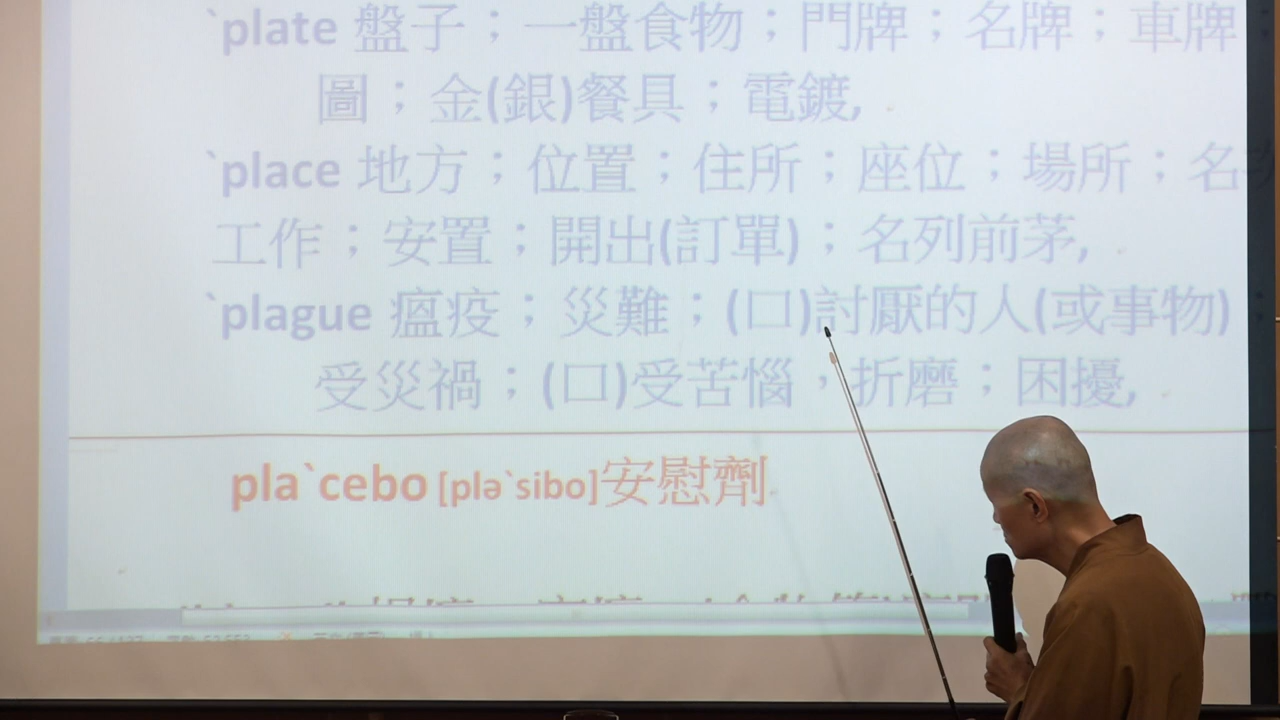 `plate 盤子；一盤食物；門牌；名牌；車牌
圖；金(銀)餐具；電鍍,
`place 地方；位置；住所；座位；場所；名
工作；安置；開出(訂單)；名列前茅,
`plague 瘟疫；災難；(口)討厭的人(或事物)
受災禍；(口)受苦惱，折磨；困擾,
pla`cebo [plə`sibo]安慰劑